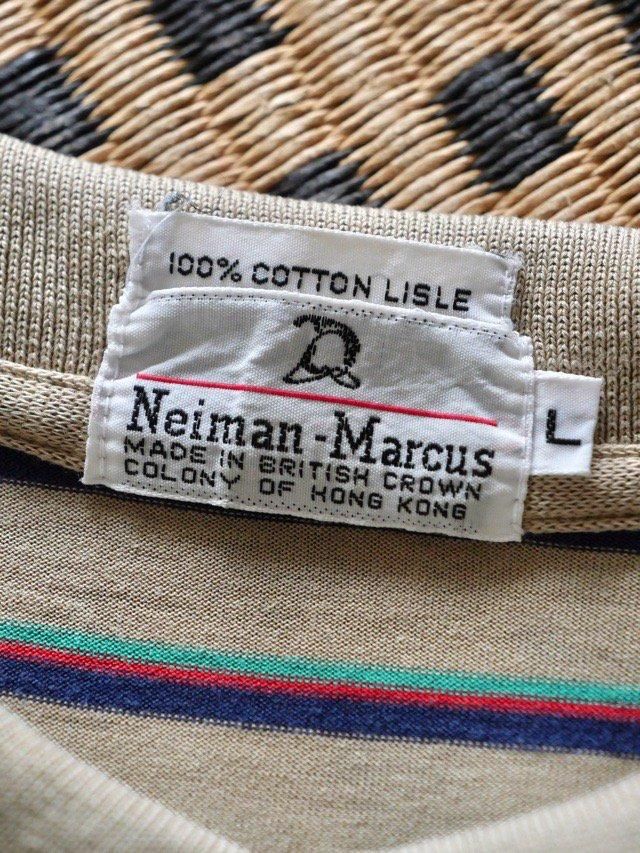 100% COTTON LISLE
Neiman-Marcus
MADE IN BRITISH CROWN
COLONY OF HONG KONG
L